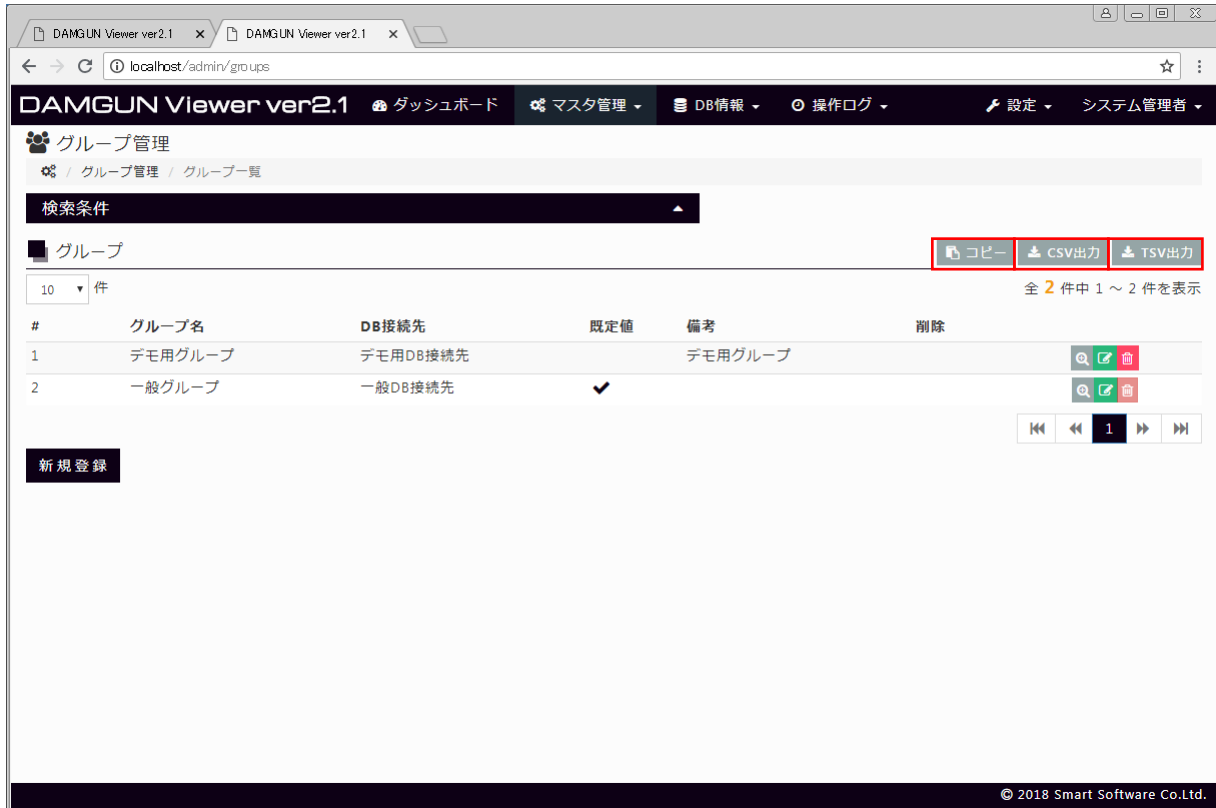 DAMGUN Viewer ver2.1 DAMGUN Viewer ver2.1
localhost/admin/groups
DAMGUN Viewer ver2.1 ダッシュボード マスタ管理 DB情報 操作ログ 設定 システム管理者
グループ管理
/ グループ管理 / グループ一覧
検索条件
グループ コピー CSV出力 TSV出力
10 件 全 2 件中 1 ～ 2 件を表示
# グループ名 DB接続先 既定値 備考 削除
1 デモ用グループ デモ用DB接続先 デモ用グループ
2 一般グループ 一般DB接続先
1
新規登録
© 2018 Smart Software Co.Ltd.